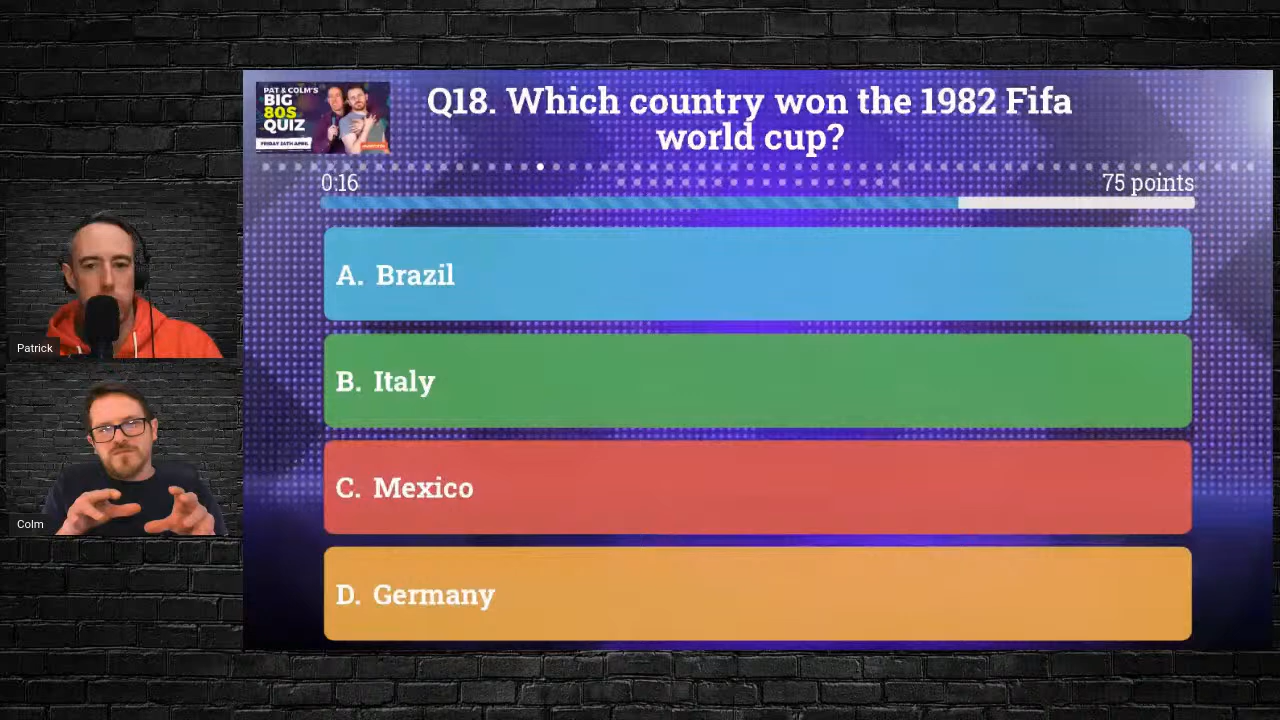 PAT & COLM'S
BIG
80S
QUIZ
Q18. Which country won the 1982 Fifa
world cup?
0:16
75 points
A. Brazil
B. Italy
C. Mexico
D. Germany
Patrick
Colm